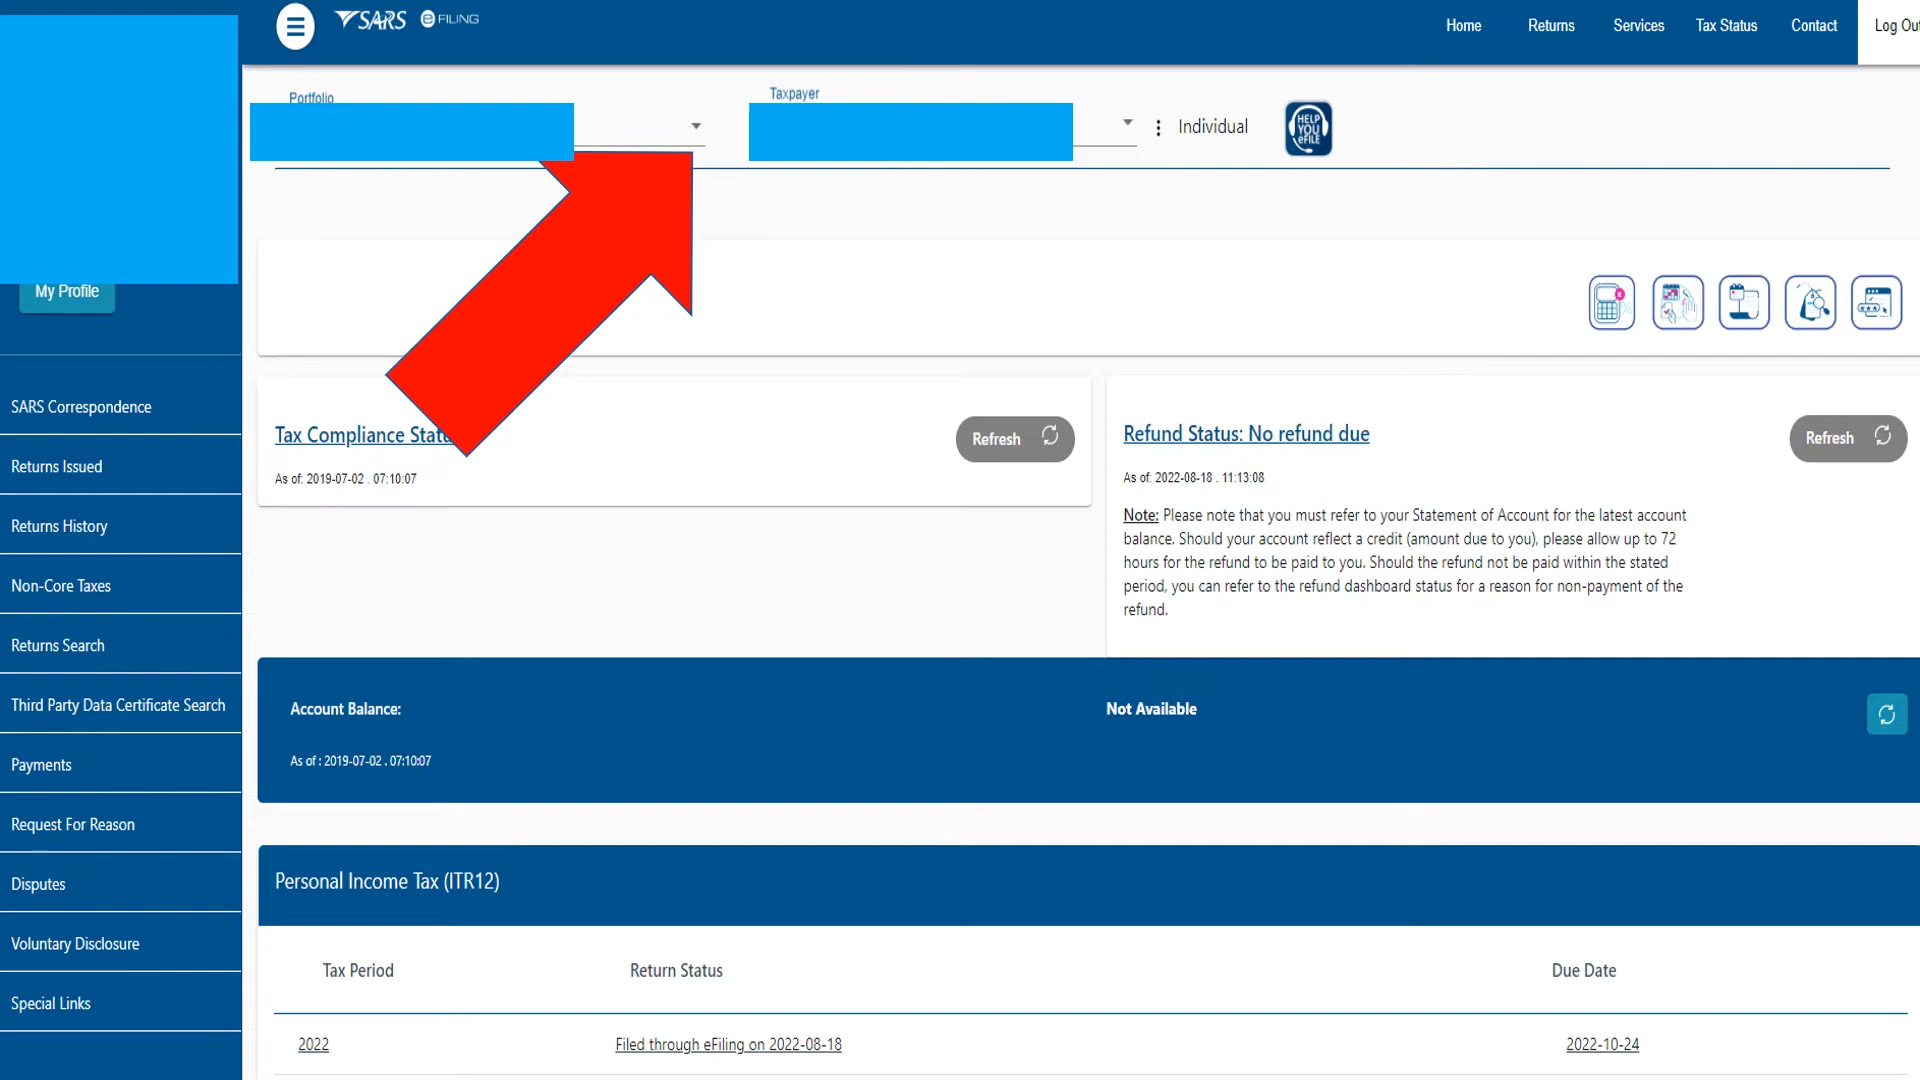 SARS eFILING
Home
Returns
Services
Tax Status
Contact
Log Out
Portfolio
Taxpayer
Individual
HELP
YOU
eFILE
My Profile
SARS Correspondence
Returns Issued
Returns History
Non-Core Taxes
Returns Search
Third Party Data Certificate Search
Payments
Request For Reason
Disputes
Voluntary Disclosure
Special Links
Tax Compliance Statu
As of: 2019-07-02 . 07:10:07
Refresh
Refund Status: No refund due
As of: 2022-08-18 . 11:13:08
Refresh
Note: Please note that you must refer to your Statement of Account for the latest account
balance. Should your account reflect a credit (amount due to you), please allow up to 72
hours for the refund to be paid to you. Should the refund not be paid within the stated
period, you can refer to the refund dashboard status for a reason for non-payment of the
refund.
Account Balance:
Not Available
As of : 2019-07-02 . 07:10:07
Personal Income Tax (ITR12)
Tax Period
Return Status
Due Date
2022
Filed through eFiling on 2022-08-18
2022-10-24